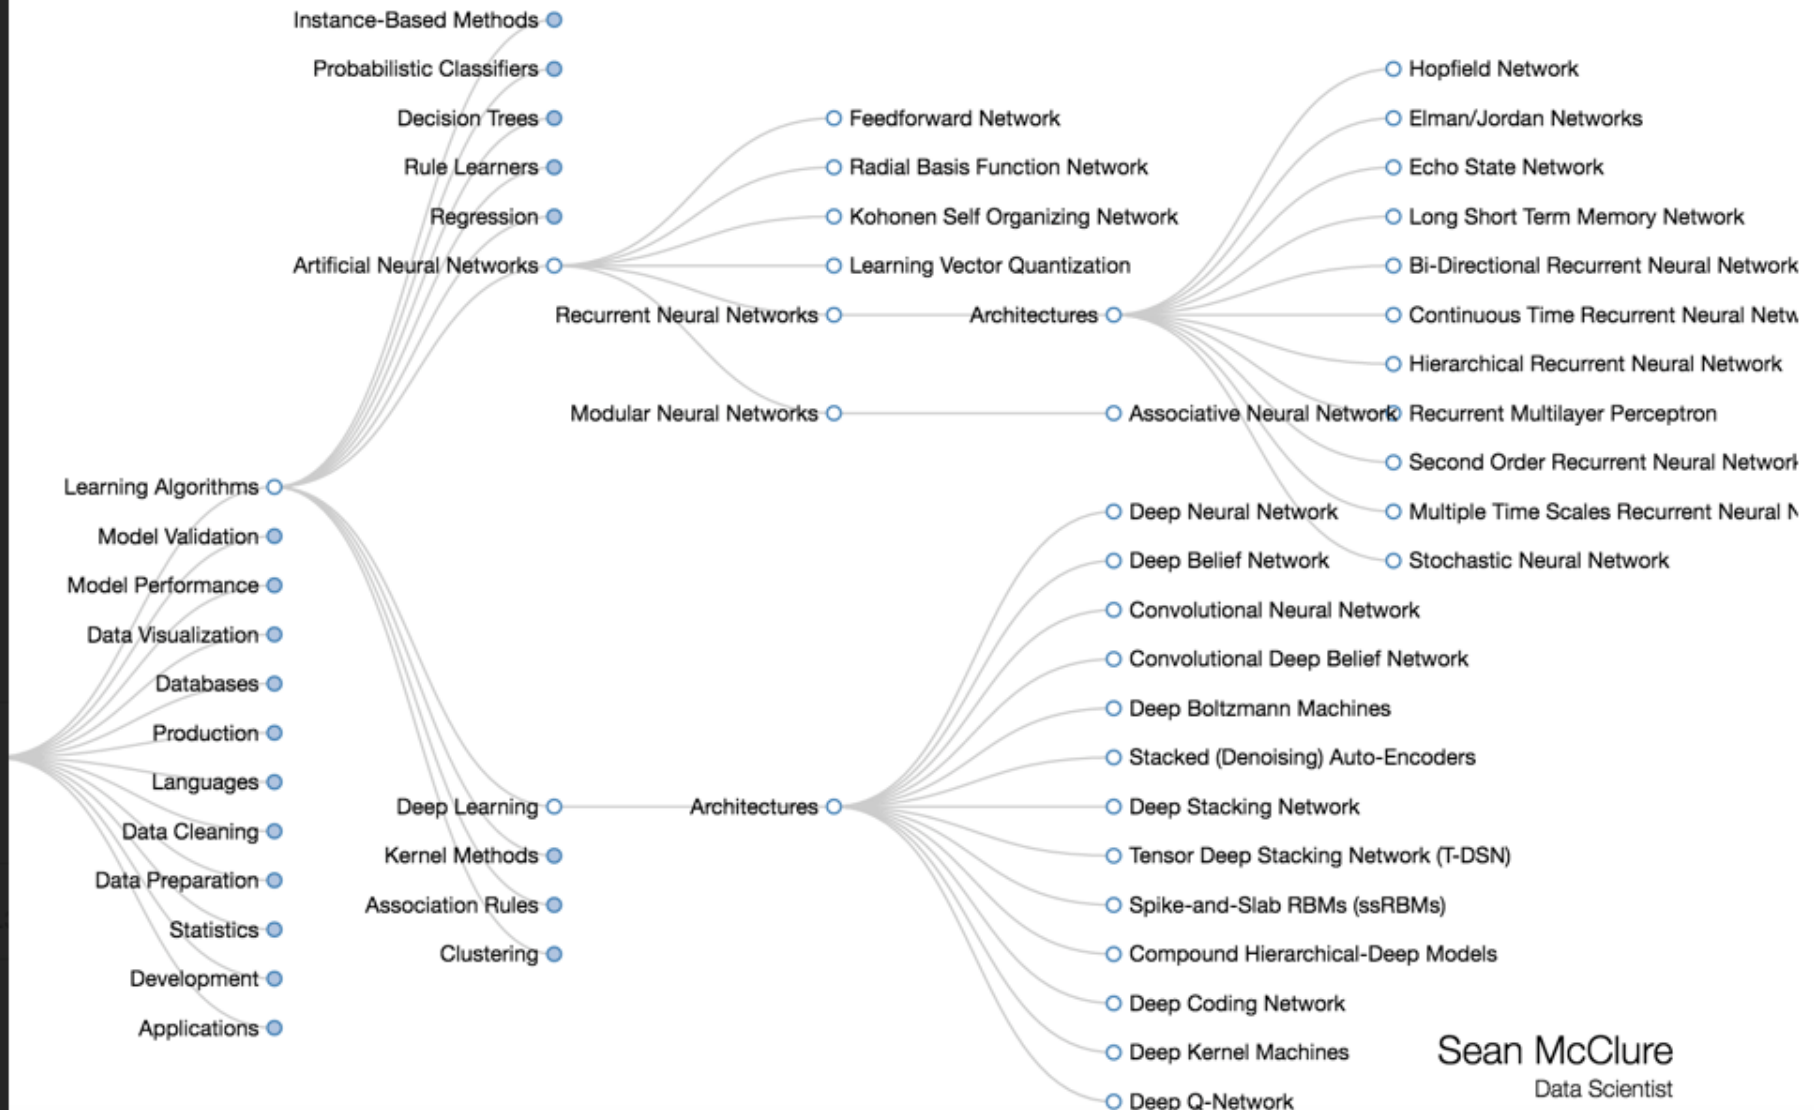 Instance-Based Methods
Probabilistic Classifiers
Decision Trees
Rule Learners
Regression
Artificial Neural Networks
Feedforward Network
Radial Basis Function Network
Kohonen Self Organizing Network
Learning Vector Quantization
Recurrent Neural Networks
Architectures
Modular Neural Networks
Associative Neural Network
Hopfield Network
Elman/Jordan Networks
Echo State Network
Long Short Term Memory Network
Bi-Directional Recurrent Neural Network
Continuous Time Recurrent Neural Netw
Hierarchical Recurrent Neural Network
Recurrent Multilayer Perceptron
Second Order Recurrent Neural Network
Multiple Time Scales Recurrent Neural N
Stochastic Neural Network
Learning Algorithms
Model Validation
Model Performance
Data Visualization
Databases
Production
Languages
Data Cleaning
Data Preparation
Statistics
Development
Applications
Deep Learning
Kernel Methods
Association Rules
Clustering
Architectures
Deep Neural Network
Deep Belief Network
Convolutional Neural Network
Convolutional Deep Belief Network
Deep Boltzmann Machines
Stacked (Denoising) Auto-Encoders
Deep Stacking Network
Tensor Deep Stacking Network (T-DSN)
Spike-and-Slab RBMs (ssRBMs)
Compound Hierarchical-Deep Models
Deep Coding Network
Deep Kernel Machines
Deep Q-Network
Sean McClure
Data Scientist